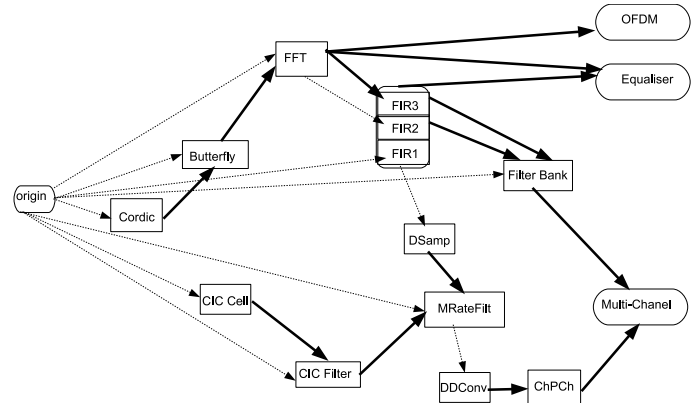 OFDM
FFT
Equaliser
FIR3
FIR2
FIR1
Butterfly
Filter Bank
origin
Cordic
DSamp
CIC Cell
MRateFilt
Multi-Chanel
CIC Filter
DDConv
ChPCh